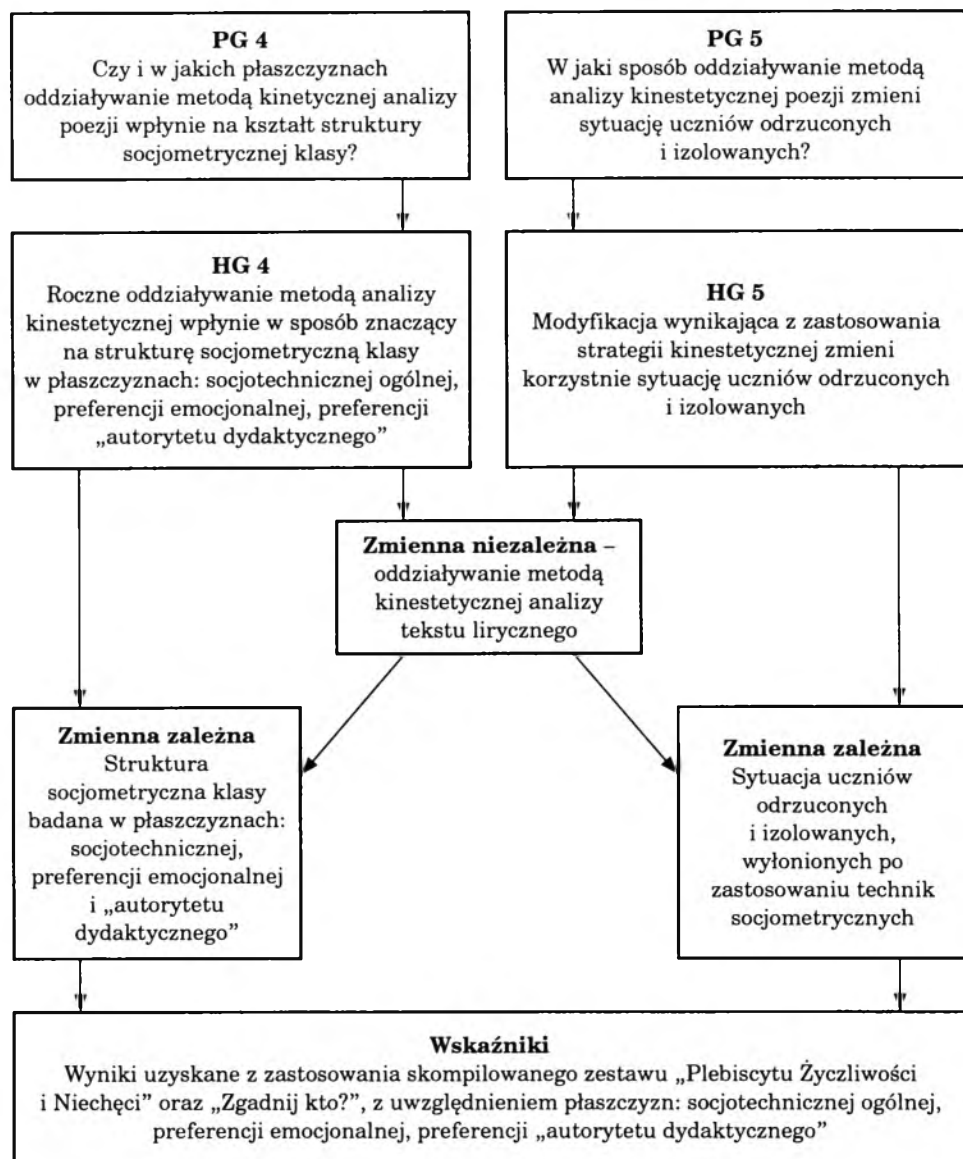 PG 4
Czy i w jakich płaszczyznach
oddziaływanie metodą kinetycznej analizy
poezji wpłynie na kształt struktury
socjometrycznej klasy?
PG 5
W jaki sposób oddziaływanie metodą
analizy kinestetycznej poezji zmieni
sytuację uczniów odrzuconych
i izolowanych?
HG 4
Roczne oddziaływanie metodą analizy
kinestetycznej wpłynie w sposób znaczący
na strukturę socjometryczną klasy
w płaszczyznach: socjotechnicznej ogólnej,
preferencji emocjonalnej, preferencji
„autorytetu dydaktycznego”
HG 5
Modyfikacja wynikająca z zastosowania
strategii kinestetycznej zmieni
korzystnie sytuację uczniów odrzuconych
i izolowanych
Zmienna niezależna –
oddziaływanie metodą
kinestetycznej analizy
tekstu lirycznego
Zmienna zależna
Struktura
socjometryczna klasy
badana w płaszczyznach:
socjotechnicznej,
preferencji emocjonalnej
i „autorytetu
dydaktycznego”
Zmienna zależna
Sytuacja uczniów
odrzuconych
i izolowanych,
wyłonionych po
zastosowaniu technik
socjometrycznych
Wskaźniki
Wyniki uzyskane z zastosowania skompilowanego zestawu „Plebiscytu Życzliwości
i Niechęci” oraz „Zgadnij kto?”, z uwzględnieniem płaszczyzn: socjotechnicznej ogólnej,
preferencji emocjonalnej, preferencji „autorytetu dydaktycznego”